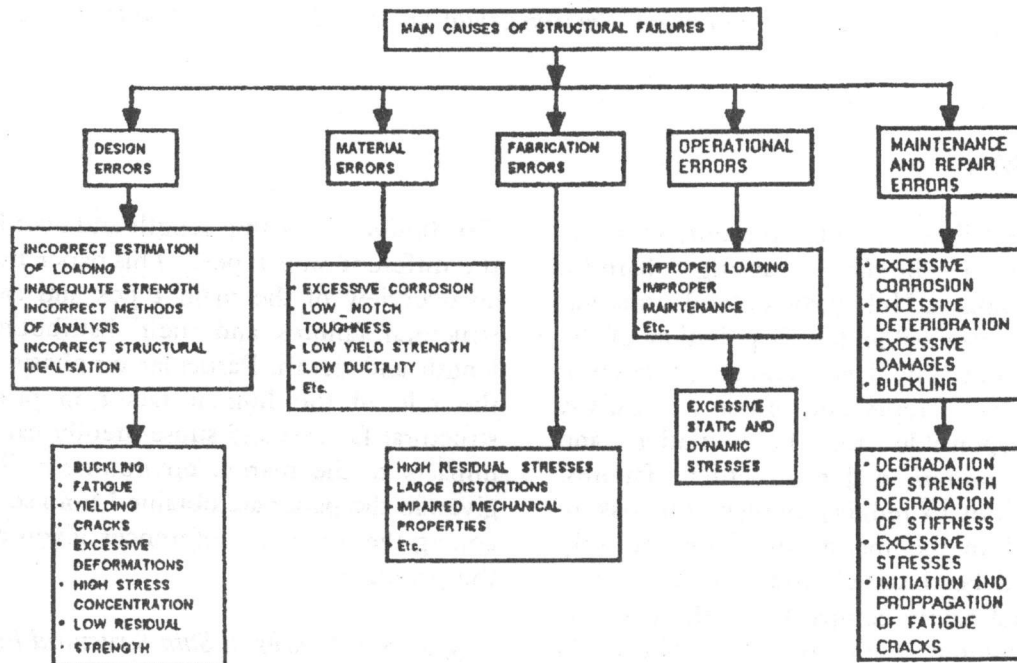 MAIN CAUSES OF STRUCTURAL FAILURES
DESIGN
ERRORS
MATERIAL
ERRORS
FABRICATION
ERRORS
OPERATIONAL
ERRORS
MAINTENANCE
AND REPAIR
ERRORS
• INCORRECT ESTIMATION
OF LOADING
• INADEQUATE STRENGTH
• INCORRECT METHODS
OF ANALYSIS
• INCORRECT STRUCTURAL
IDEALISATION
• BUCKLING
• FATIGUE
• YIELDING
• CRACKS
• EXCESSIVE
DEFORMATIONS
• HIGH STRESS
CONCENTRATION
• LOW RESIDUAL
• STRENGTH
• EXCESSIVE CORROSION
• LOW_NOTCH
TOUGHNESS
• LOW YIELD STRENGTH
• LOW DUCTILITY
• Etc.
• HIGH RESIDUAL STRESSES
• LARGE DISTORTIONS
• IMPAIRED MECHANICAL
PROPERTIES
• Etc.
• IMPROPER LOADING
• IMPROPER
MAINTENANCE
• Etc.
EXCESSIVE
STATIC AND
DYNAMIC
STRESSES
• EXCESSIVE
CORROSION
• EXCESSIVE
DETERIORATION
• EXCESSIVE
DAMAGES
• BUCKLING
• DEGRADATION
OF STRENGTH
• DEGRADATION
OF STIFFNESS
• EXCESSIVE
STRESSES
• INITIATION AND
PROPPAGATION
OF FATIGUE
CRACKS